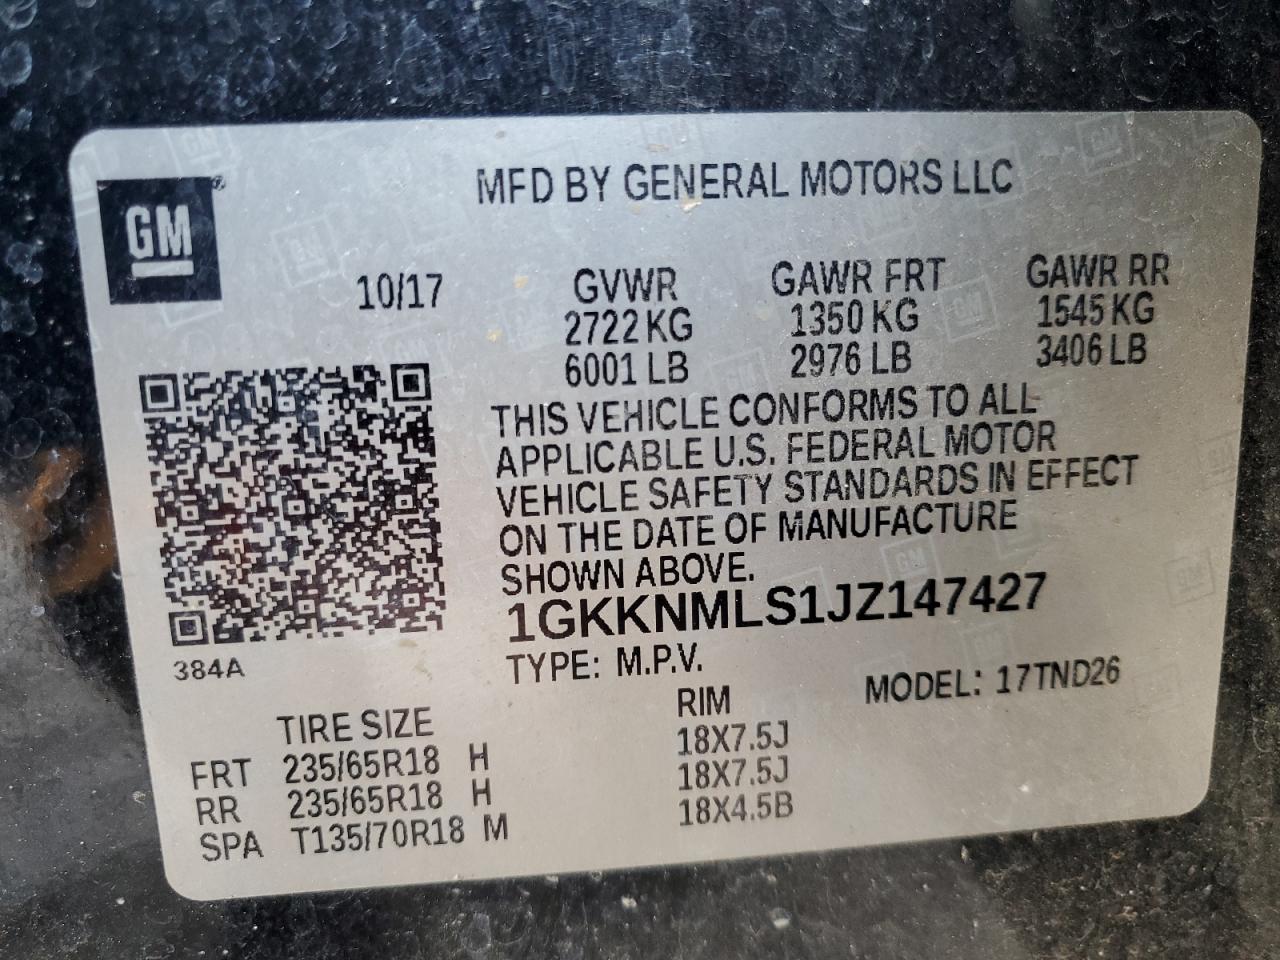 MFD BY GENERAL MOTORS LLC
GM
10/17 GVWR GAWR FRT GAWR RR
2722 KG 1350 KG 1545 KG
6001 LB 2976 LB 3406 LB
THIS VEHICLE CONFORMS TO ALL
APPLICABLE U.S. FEDERAL MOTOR
VEHICLE SAFETY STANDARDS IN EFFECT
ON THE DATE OF MANUFACTURE
SHOWN ABOVE.
1GKKNMLS1JZ147427
384A
TYPE: M.P.V. MODEL: 17TND26
TIRE SIZE RIM
FRT 235/65R18 H 18X7.5J
RR 235/65R18 H 18X7.5J
SPA T135/70R18 M 18X4.5B